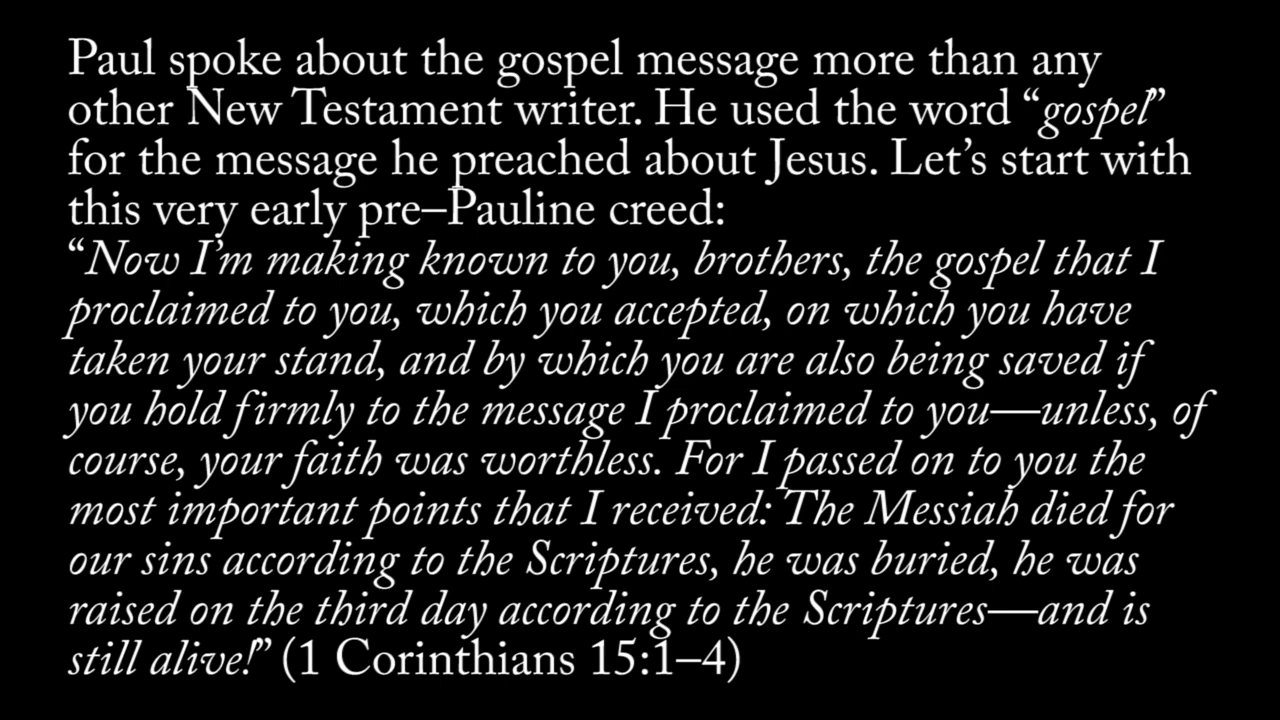 Paul spoke about the gospel message more than any
other New Testament writer. He used the word “gospel”
for the message he preached about Jesus. Let’s start with
this very early pre–Pauline creed:
“Now I’m making known to you, brothers, the gospel that I
proclaimed to you, which you accepted, on which you have
taken your stand, and by which you are also being saved if
you hold firmly to the message I proclaimed to you—unless, of
course, your faith was worthless. For I passed on to you the
most important points that I received: The Messiah died for
our sins according to the Scriptures, he was buried, he was
raised on the third day according to the Scriptures—and is
still alive!” (1 Corinthians 15:1–4)